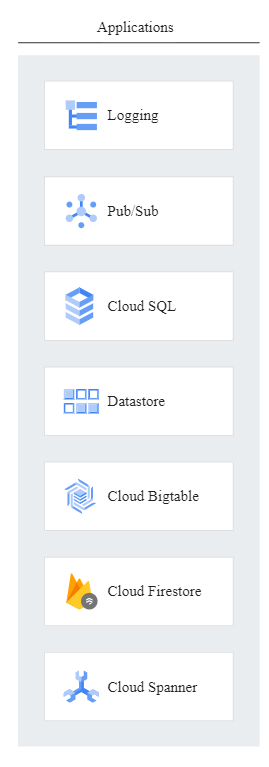 Applications
Logging
Pub/Sub
Cloud SQL
Datastore
Cloud Bigtable
Cloud Firestore
Cloud Spanner